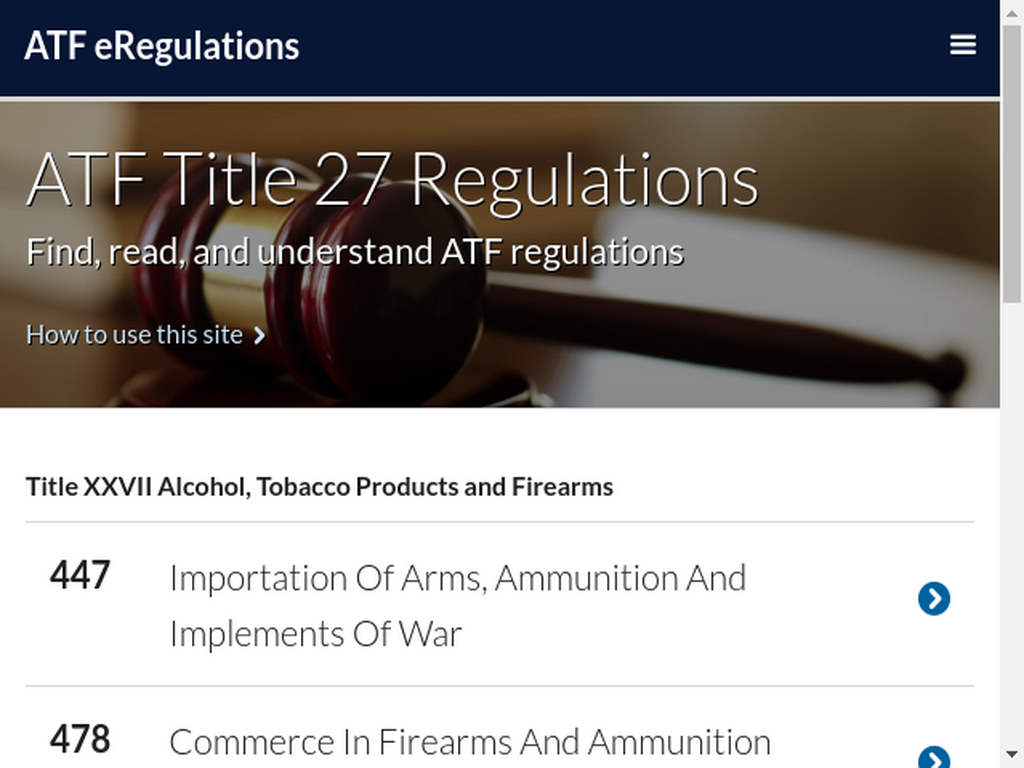 ATF eRegulations
ATF Title 27 Regulations
Find, read, and understand ATF regulations
How to use this site
Title XXVII Alcohol, Tobacco Products and Firearms
447
Importation Of Arms, Ammunition And
Implements Of War
478
Commerce In Firearms And Ammunition